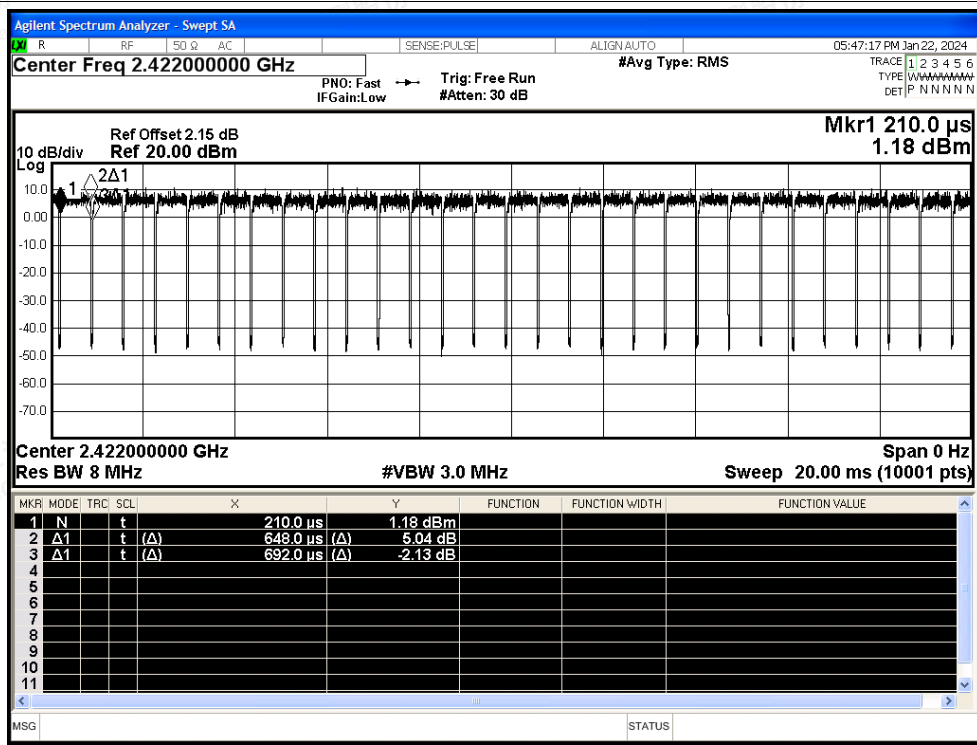 Agilent Spectrum Analyzer - Swept SA
LXI R RF 50 Ω AC SENSE:PULSE ALIGN AUTO 05:47:17 PM Jan 22, 2024
Center Freq 2.422000000 GHz
PNO: Fast
IFGain:Low
Trig: Free Run
#Atten: 30 dB
#Avg Type: RMS
TRACE 1 2 3 4 5 6
TYPE
DET P N N N N N
Ref Offset 2.15 dB
10 dB/div Ref 20.00 dBm
Mkr1 210.0 µs
1.18 dBm
Log
1 2Δ1
3Δ1
10.0
0.00
-10.0
-20.0
-30.0
-40.0
-50.0
-60.0
-70.0
Center 2.422000000 GHz Span 0 Hz
Res BW 8 MHz #VBW 3.0 MHz Sweep 20.00 ms (10001 pts)
MKR MODE TRC SCL X Y FUNCTION FUNCTION WIDTH FUNCTION VALUE
1 N t 210.0 µs 1.18 dBm
2 Δ1 t (Δ) 648.0 µs (Δ) 5.04 dB
3 Δ1 t (Δ) 692.0 µs (Δ) -2.13 dB
4
5
6
7
8
9
10
11
MSG STATUS